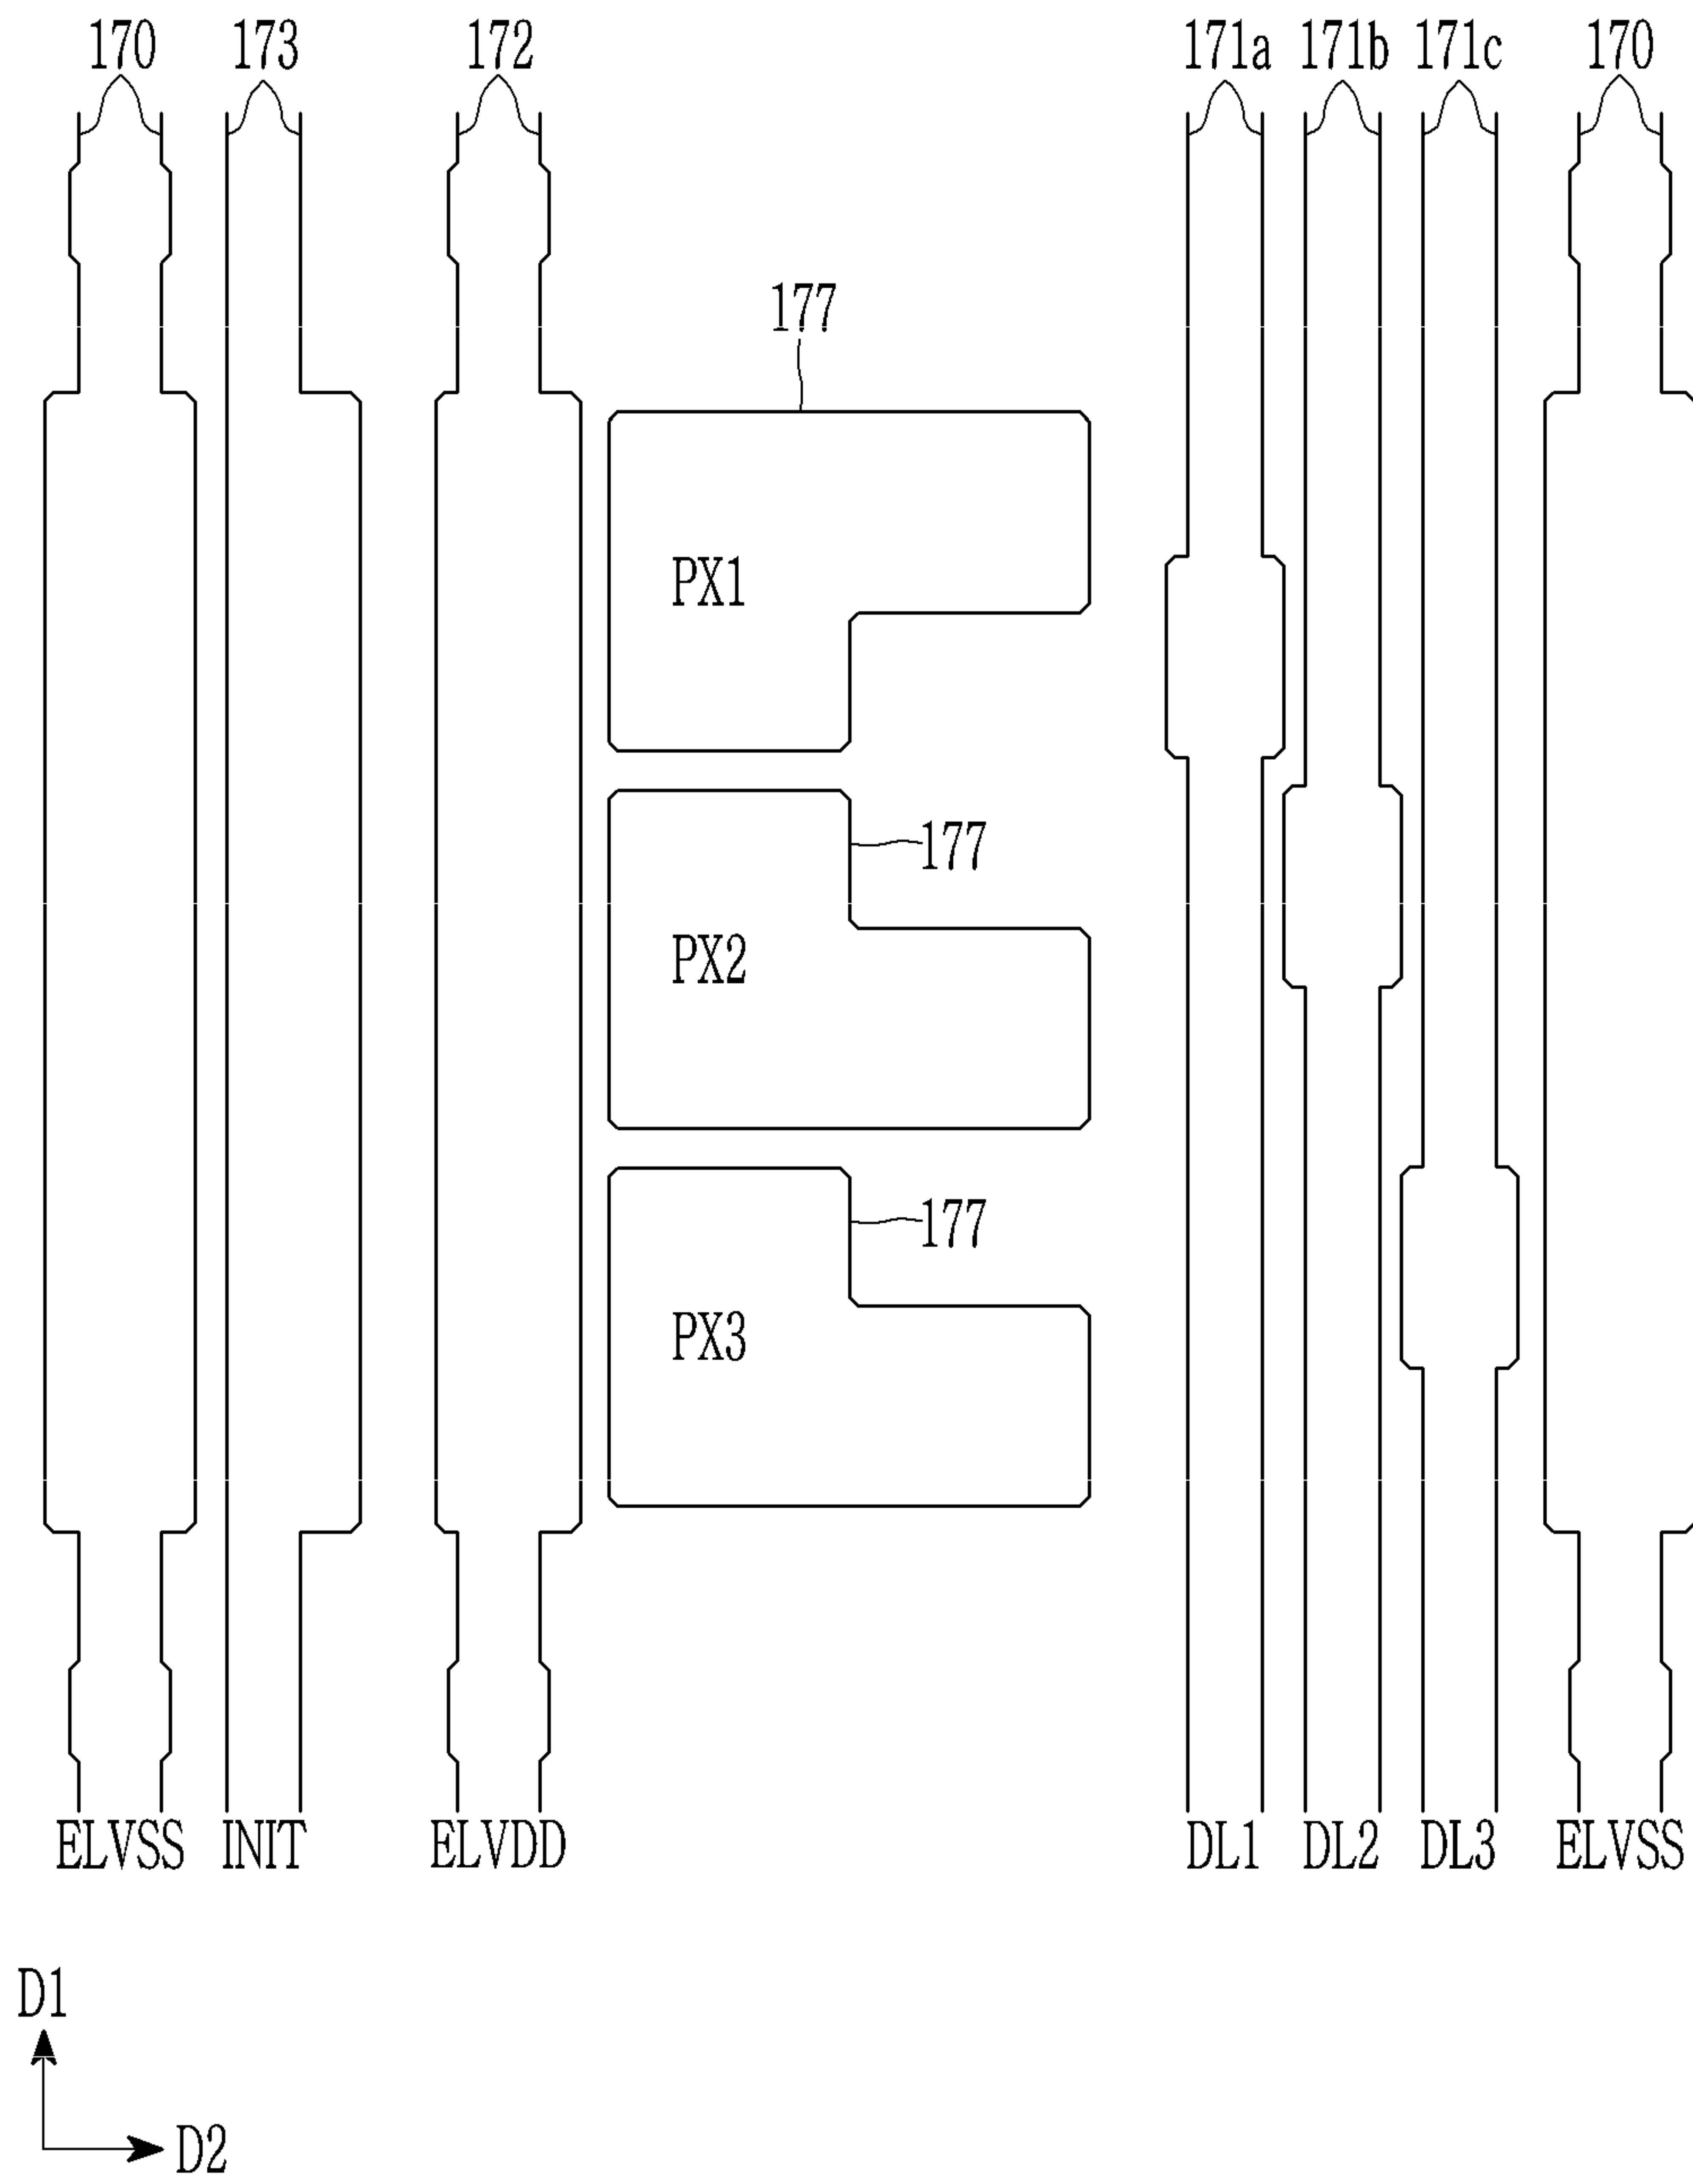 170 173 172 171a 171b 171c 170
177
PX1
177
PX2
177
PX3
ELVSS INIT ELVDD DL1 DL2 DL3 ELVSS
D1
D2